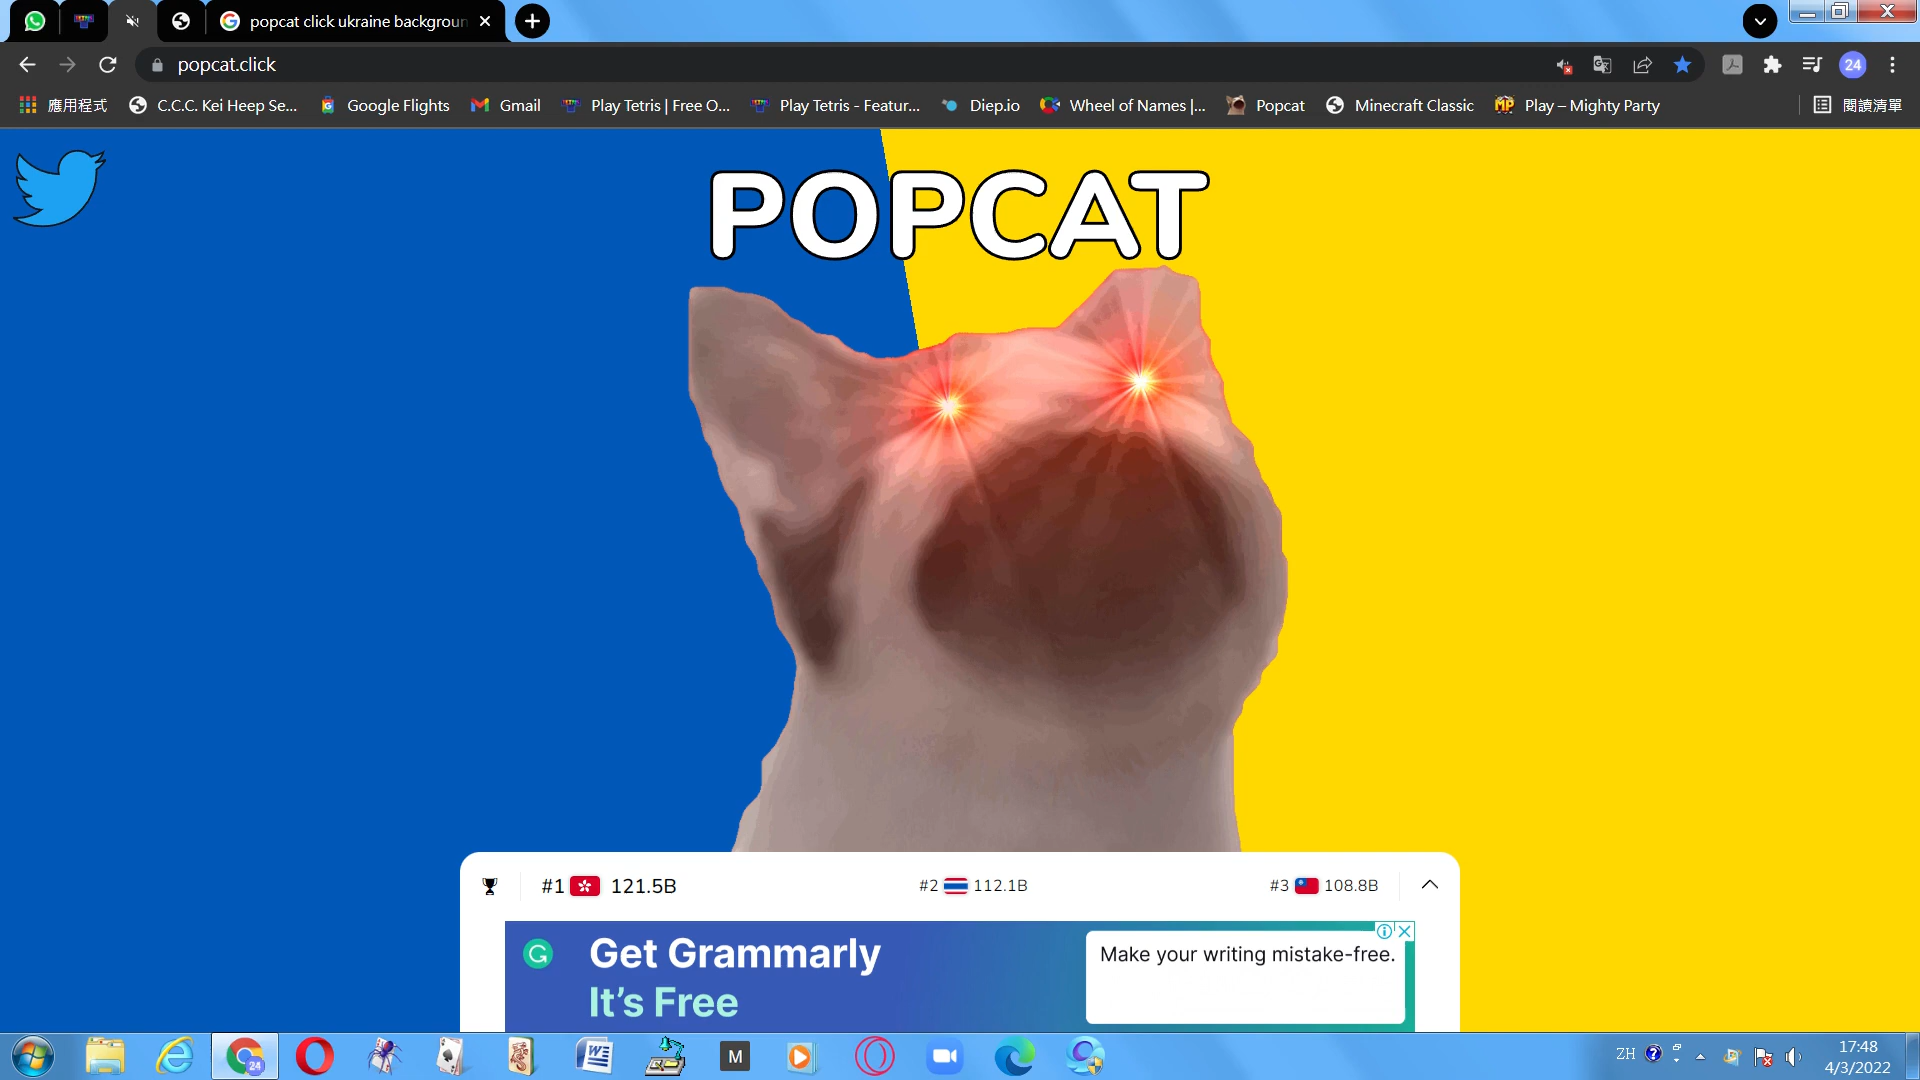 popcat click ukraine backgroun
popcat.click
24
應用程式 C.C.C. Kei Heep Se... Google Flights Gmail Play Tetris | Free O... Play Tetris - Featur... Diep.io Wheel of Names |... Popcat Minecraft Classic MP Play – Mighty Party 閱讀清單
POPCAT
#1 121.5B #2 112.1B #3 108.8B
Get Grammarly
It's Free
Make your writing mistake-free.
24
M
ZH
17:48
4/3/2022